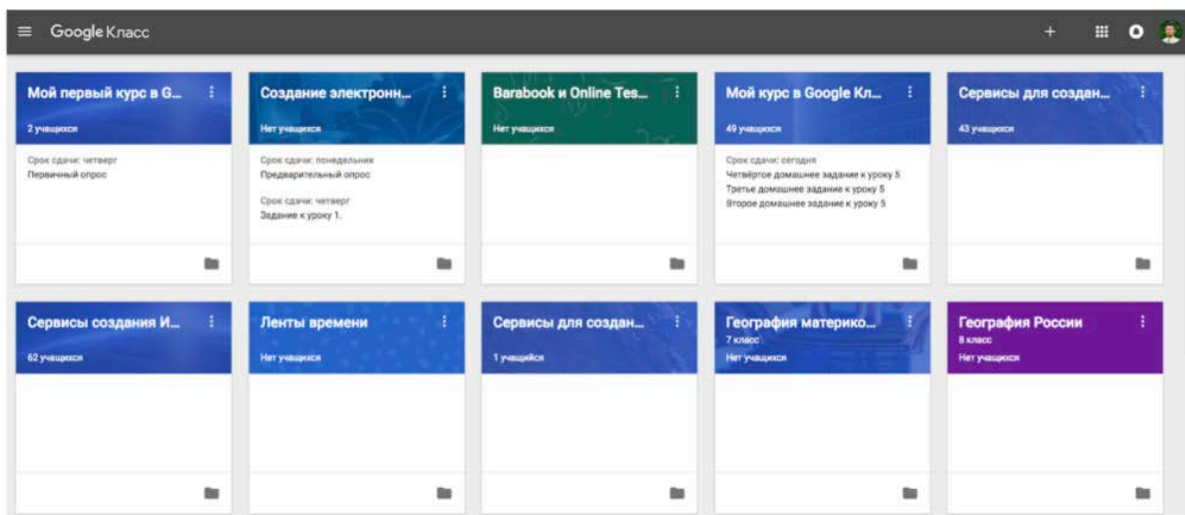 Google Класс
Мой первый курс в G...
2 учащихся
Срок сдачи: четверг
Первичный опрос
Создание электронн...
Нет учащихся
Срок сдачи: понедельник
Предварительный опрос
Срок сдачи: четверг
Задание к уроку 1.
Barabook и Online Tes...
Нет учащихся
Мой курс в Google Кл...
49 учащихся
Срок сдачи: сегодня
Четвёртое домашнее задание к уроку 5
Третье домашнее задание к уроку 5
Второе домашнее задание к уроку 5
Сервисы для создан...
43 учащихся
Сервисы создания И...
62 учащихся
Ленты времени
Нет учащихся
Сервисы для создан...
1 учащийся
География материко...
7 класс
Нет учащихся
География России
8 класс
Нет учащихся